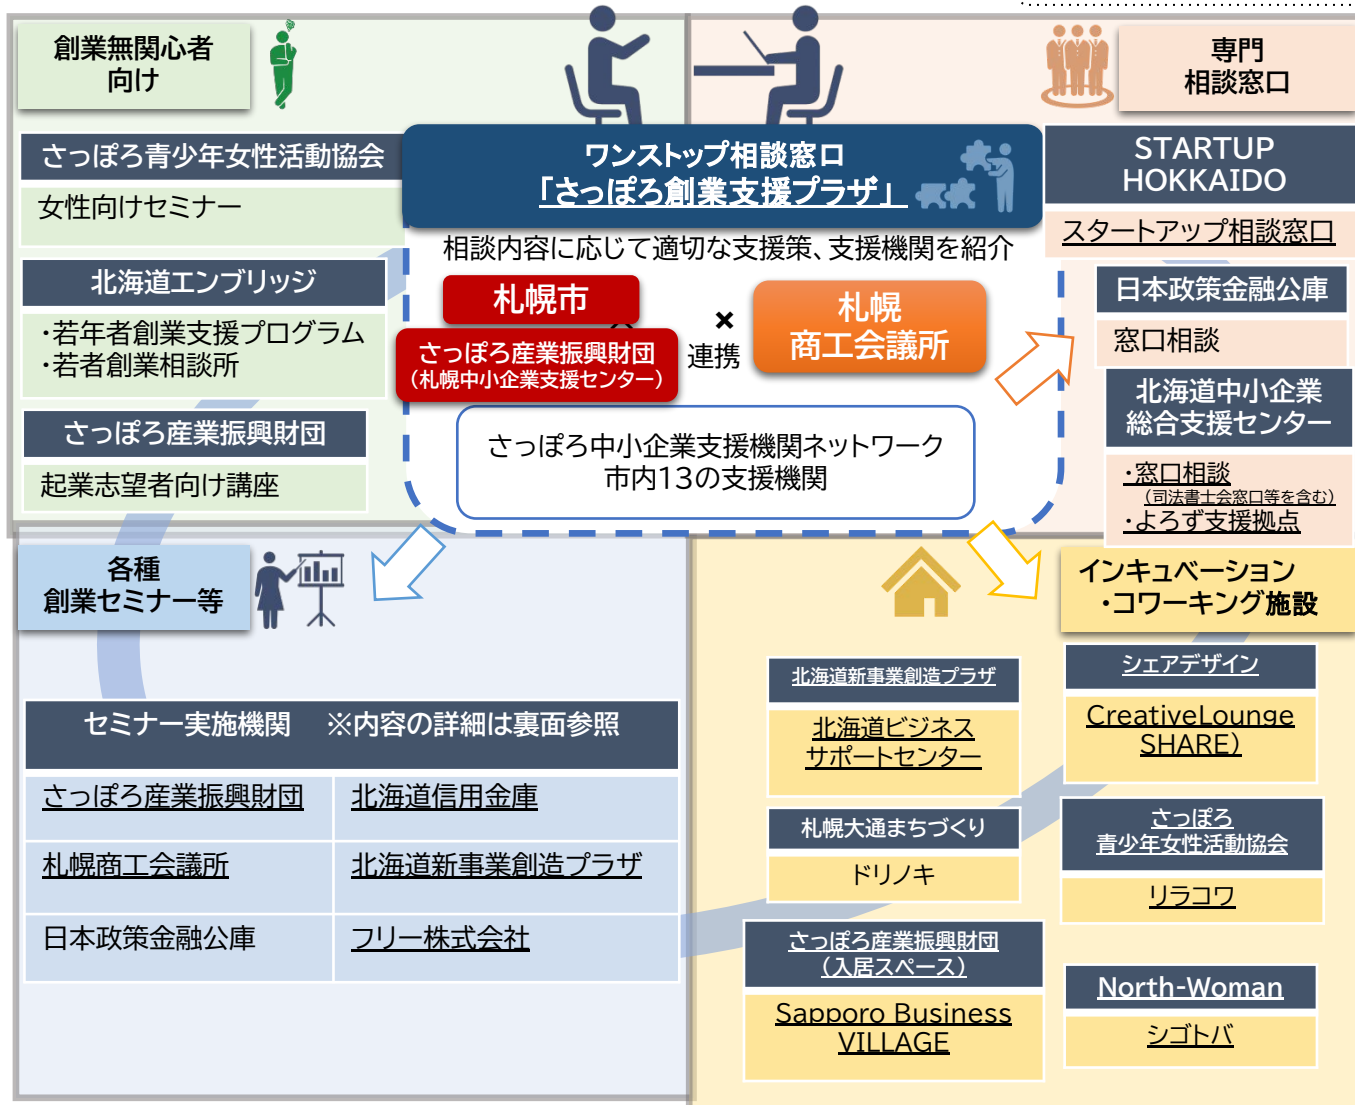 創業無関心者
向け
さっぽろ青少年女性活動協会
女性向けセミナー
北海道エンブリッジ
・若年者創業支援プログラム
・若者創業相談所
さっぽろ産業振興財団
起業志望者向け講座
ワンストップ相談窓口
「さっぽろ創業支援プラザ」
相談内容に応じて適切な支援策、支援機関を紹介
札幌市
さっぽろ産業振興財団
（札幌中小企業支援センター）
×
連携
札幌
商工会議所
さっぽろ中小企業支援機関ネットワーク
市内13の支援機関
専門
相談窓口
STARTUP
HOKKAIDO
スタートアップ相談窓口
日本政策金融公庫
窓口相談
北海道中小企業
総合支援センター
・窓口相談
（司法書士会窓口等を含む）
・よろず支援拠点
各種
創業セミナー等
セミナー実施機関　※内容の詳細は裏面参照
さっぽろ産業振興財団　北海道信用金庫
札幌商工会議所　北海道新事業創造プラザ
日本政策金融公庫　フリー株式会社
インキュベーション
・コワーキング施設
北海道新事業創造プラザ
北海道ビジネス
サポートセンター
シェアデザイン
CreativeLounge
SHARE）
札幌大通まちづくり
ドリノキ
さっぽろ
青少年女性活動協会
リラコワ
さっぽろ産業振興財団
（入居スペース）
Sapporo Business
VILLAGE
North-Woman
シゴトバ